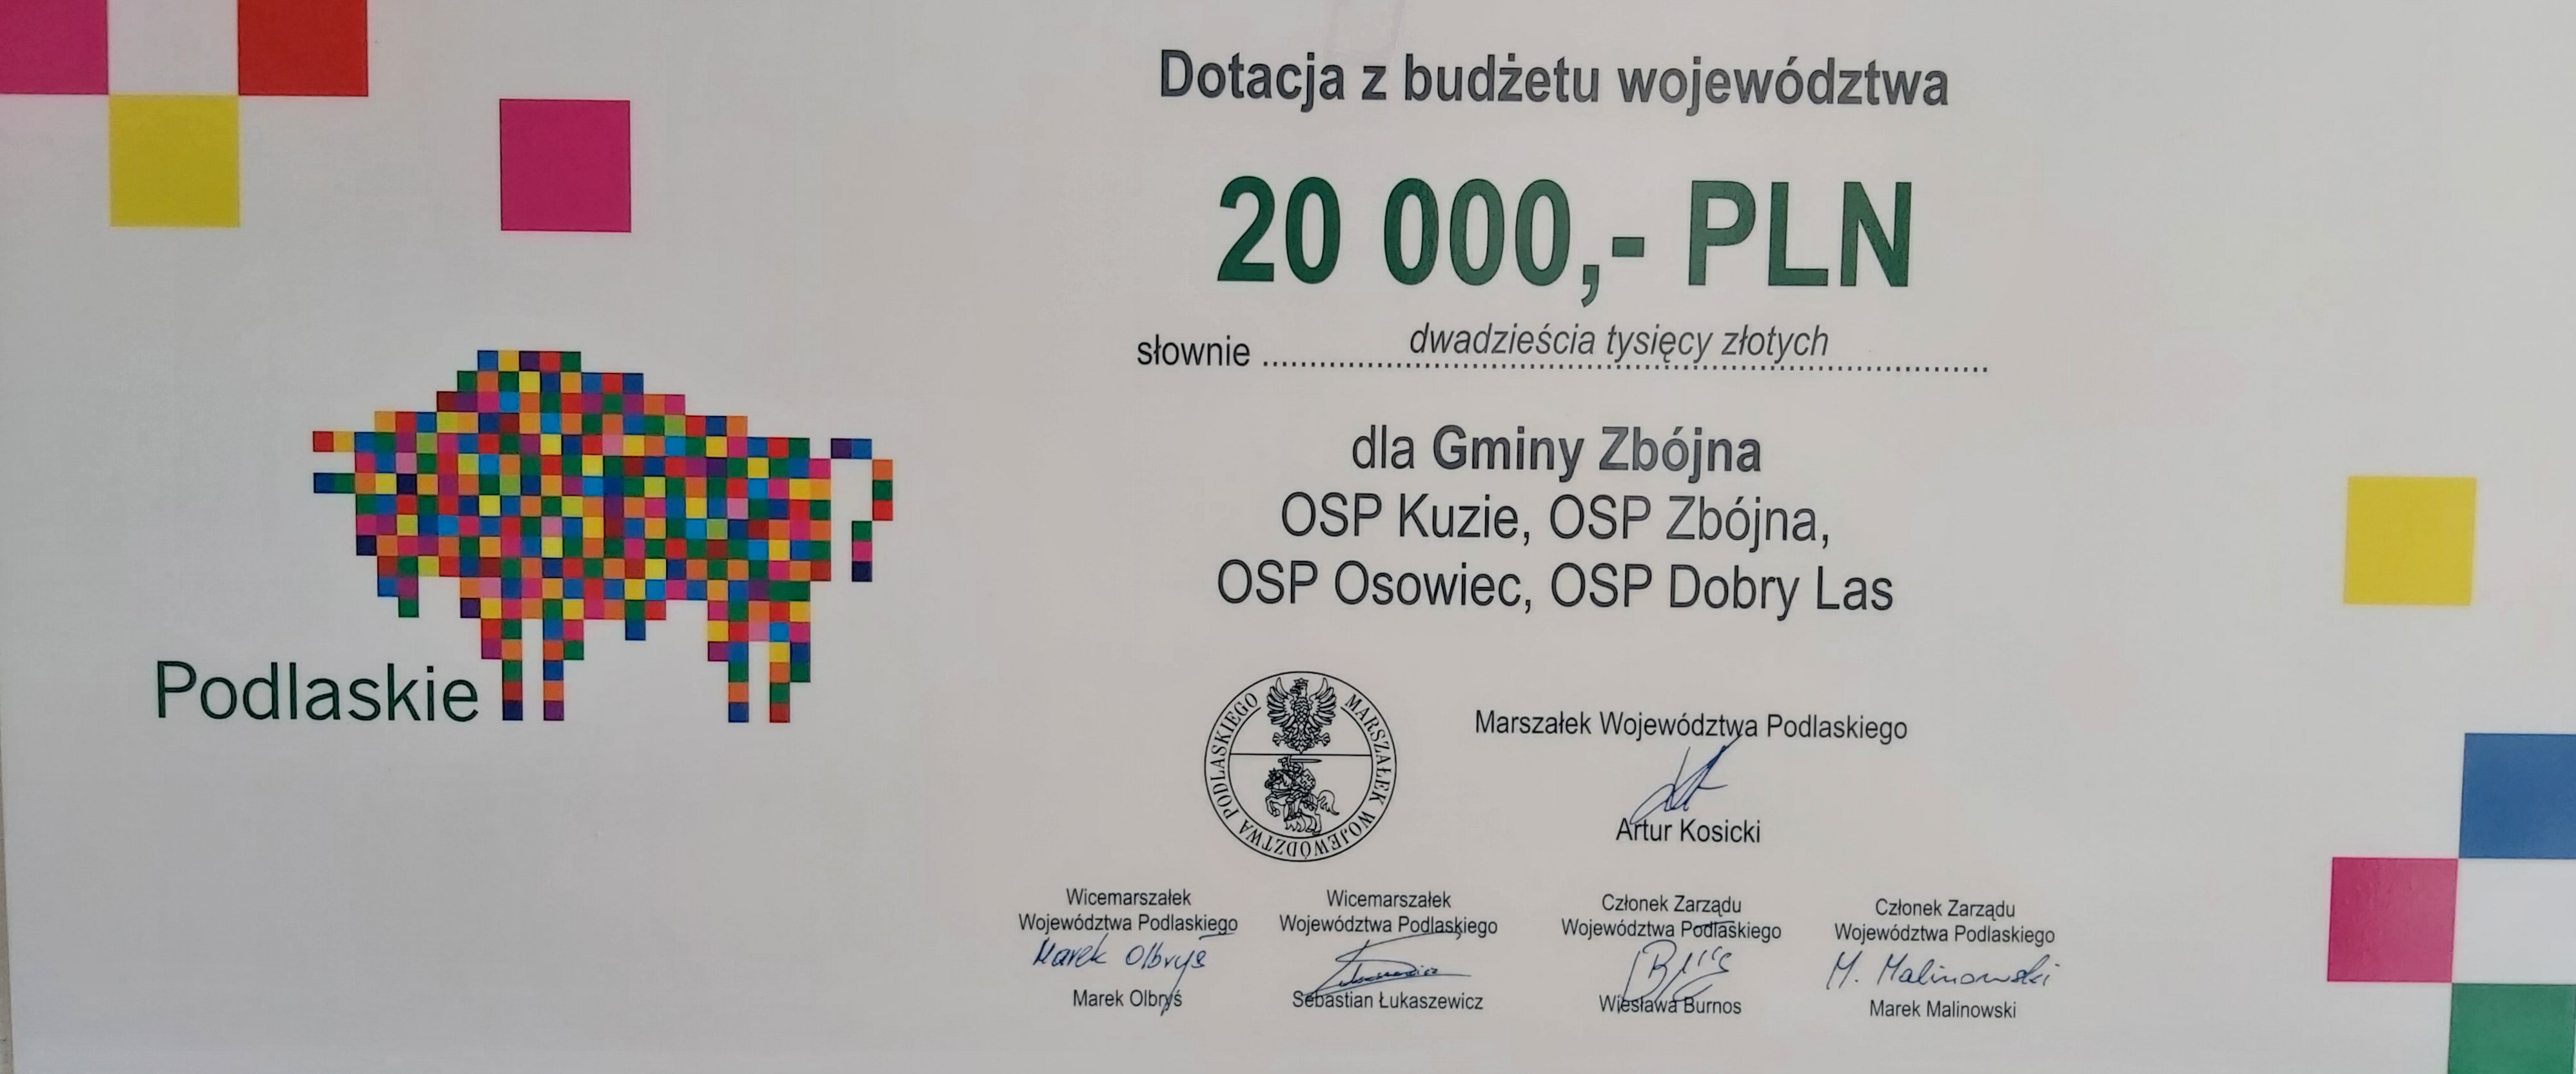 Dotacja z budżetu województwa
20 000,- PLN
słownie dwadzieścia tysięcy złotych
dla Gminy Zbójna
OSP Kuzie, OSP Zbójna,
OSP Osowiec, OSP Dobry Las
Podlaskie
MARSZAŁEK WOJEWÓDZTWA PODLASKIEGO
Marszałek Województwa Podlaskiego
Artur Kosicki
Wicemarszałek
Województwa Podlaskiego
Marek Olbryś
Marek Olbryś
Wicemarszałek
Województwa Podlaskiego
Sebastian Łukaszewicz
Członek Zarządu
Województwa Podlaskiego
Wiesława Burnos
Członek Zarządu
Województwa Podlaskiego
M. Malinowski
Marek Malinowski